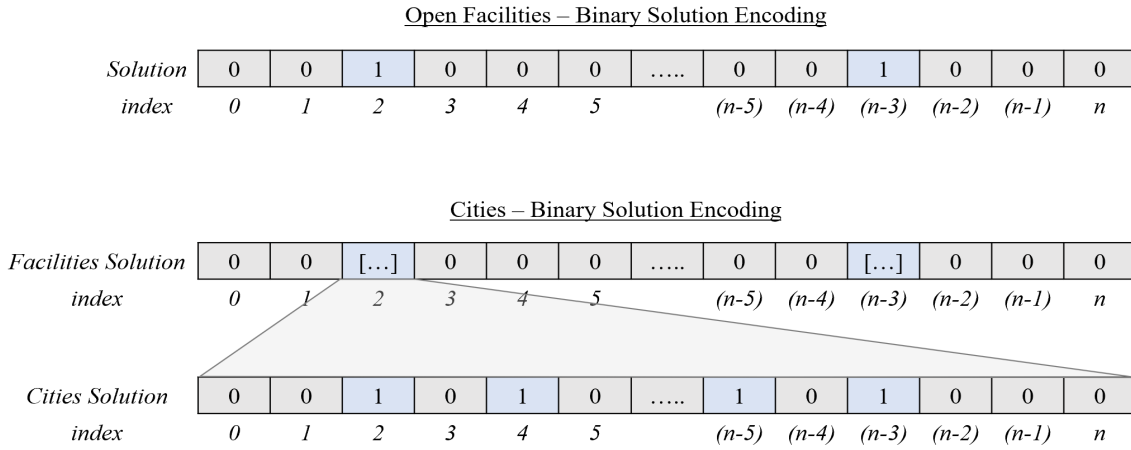 Open Facilities – Binary Solution Encoding
Solution 0 0 1 0 0 0 ..... 0 0 1 0 0 0
index 0 1 2 3 4 5 (n-5) (n-4) (n-3) (n-2) (n-1) n
Cities – Binary Solution Encoding
Facilities Solution 0 0 [...] 0 0 0 ..... 0 0 [...] 0 0 0
index 0 1 2 3 4 5 (n-5) (n-4) (n-3) (n-2) (n-1) n
Cities Solution 0 0 1 0 1 0 ..... 1 0 1 0 0 0
index 0 1 2 3 4 5 (n-5) (n-4) (n-3) (n-2) (n-1) n